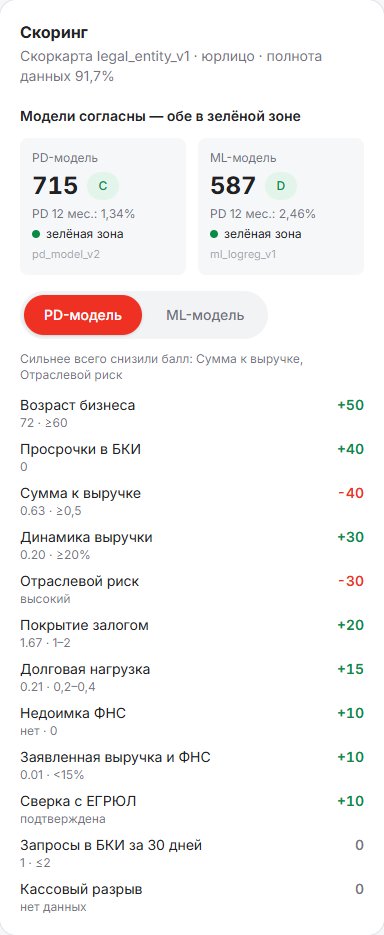 Скоринг
Скоркарта legal_entity_v1 · юрлицо · полнота
данных 91,7%
Модели согласны — обе в зелёной зоне
PD-модель
715 C
PD 12 мес.: 1,34%
зелёная зона
pd_model_v2
ML-модель
587 D
PD 12 мес.: 2,46%
зелёная зона
ml_logreg_v1
PD-модель ML-модель
Сильнее всего снизили балл: Сумма к выручке,
Отраслевой риск
Возраст бизнеса +50
72 · ≥60
Просрочки в БКИ +40
0
Сумма к выручке -40
0.63 · ≥0,5
Динамика выручки +30
0.20 · ≥20%
Отраслевой риск -30
высокий
Покрытие залогом +20
1.67 · 1–2
Долговая нагрузка +15
0.21 · 0,2–0,4
Недоимка ФНС +10
нет · 0
Заявленная выручка и ФНС +10
0.01 · <15%
Сверка с ЕГРЮЛ +10
подтверждена
Запросы в БКИ за 30 дней 0
1 · ≤2
Кассовый разрыв 0
нет данных